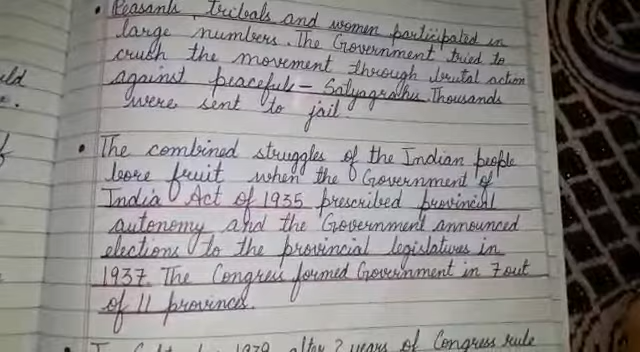 • Peasants, tribals and women participated in
large numbers. The Government tried to
crush the movement through brutal action
against peaceful - Satyagrahis. Thousands
were sent to jail.
• The combined struggles of the Indian people
bore fruit when the Government of
India Act of 1935 prescribed provincial
autonomy and the Government announced
elections to the provincial legislatures in
1937. The Congress formed Government in 7 out
of 11 provinces.
• 1939 after 2 years of Congress rule